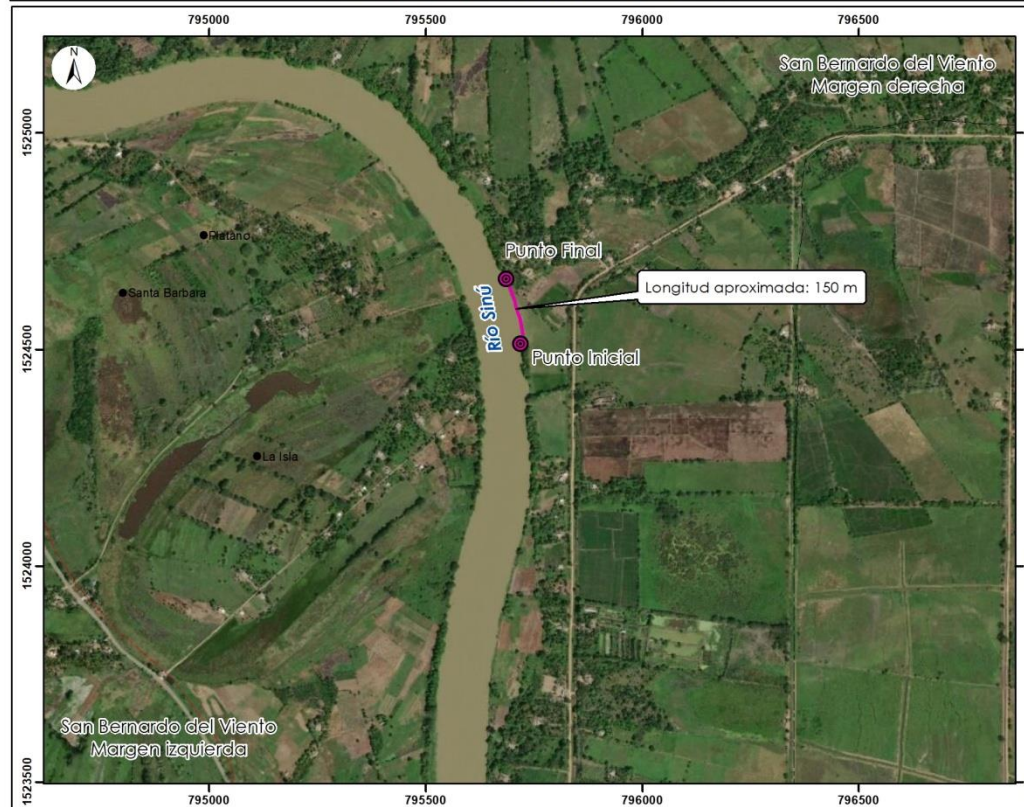 795000 795500 796000 796500
N
San Bernardo del Viento
Margen derecha
1525000
Platano
Punto Final
Santa Barbara
Longitud aproximada: 150 m
Río Sinú
1524500
Punto Inicial
La Isla
1524000
San Bernardo del Viento
Margen izquierda
1523500
795000 795500 796000 796500